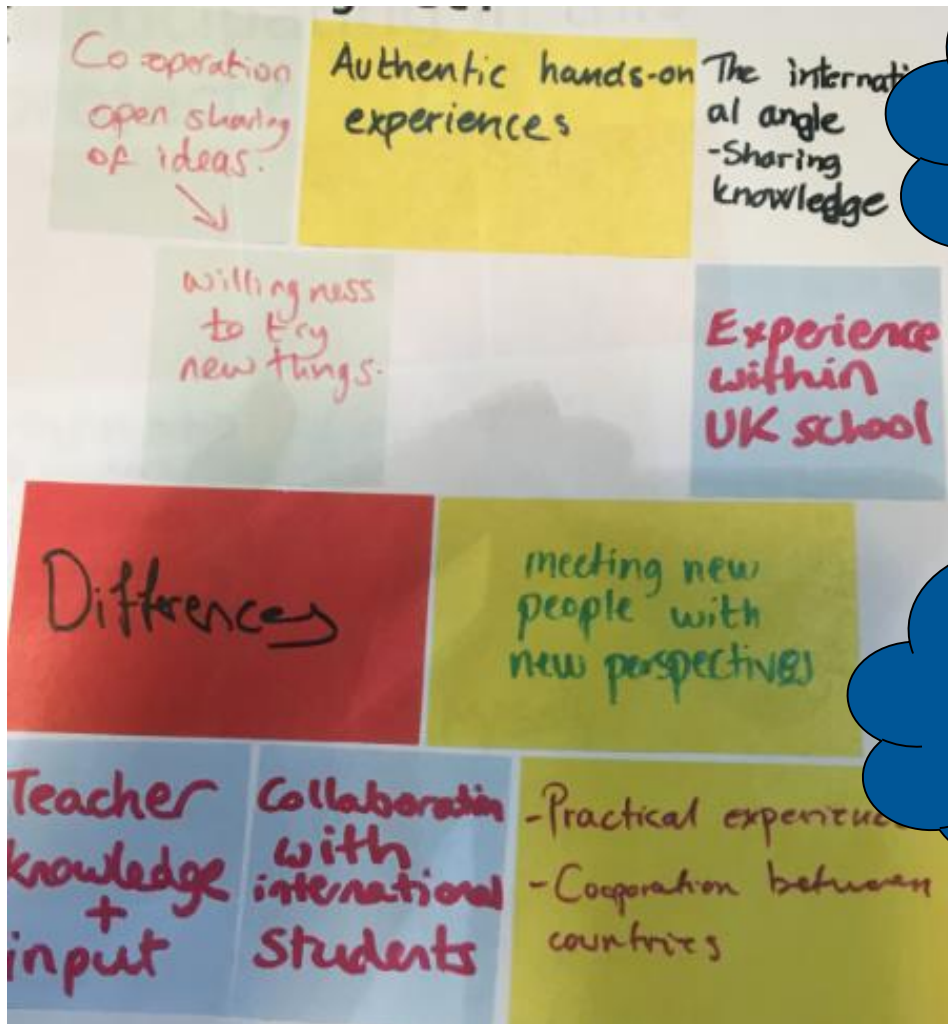 Co-operation
open sharing
of ideas.
Authentic hands-on
experiences
The internati
al angle
-Sharing
knowledge
willingness
to try
new things.
Experience
within
UK school
Differences
meeting new
people with
new perspectives
Teacher
knowledge
+
input
Collaboration
with
international
Students
-Practical experience
-Cooperation between
countries